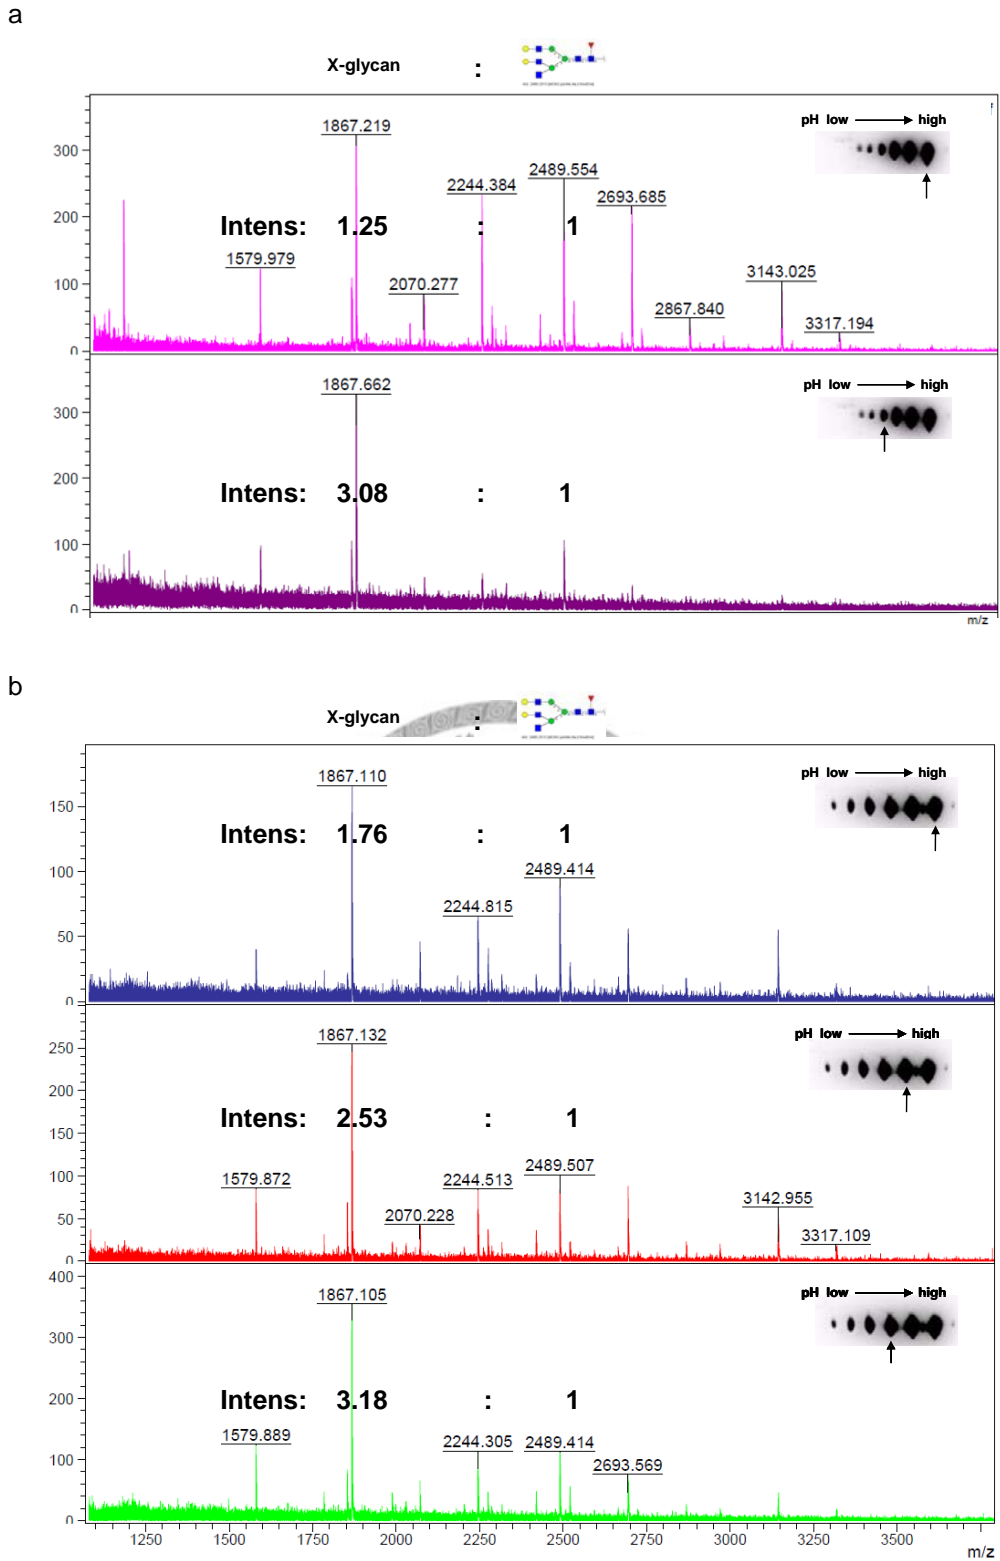 a
X-glycan :
1867.219
pH low high
300
2489.554
2244.384
2693.685
200
Intens: 1.25 : 1
1579.979
3143.025
2070.277
100
2867.840
3317.194
0
1867.662
pH low high
300
200
Intens: 3.08 : 1
100
0
m/z
b
X-glycan :
1867.110
pH low high
150
Intens: 1.76 : 1
100
2489.414
2244.815
50
0
1867.132
pH low high
250
200
150
Intens: 2.53 : 1
100
1579.872
2244.513
2489.507
2070.228
3142.955
50
3317.109
0
400
1867.105
pH low high
300
200
Intens: 3.18 : 1
1579.889
2244.305
2489.414
2693.569
100
0
1250 1500 1750 2000 2250 2500 2750 3000 3250 3500
m/z